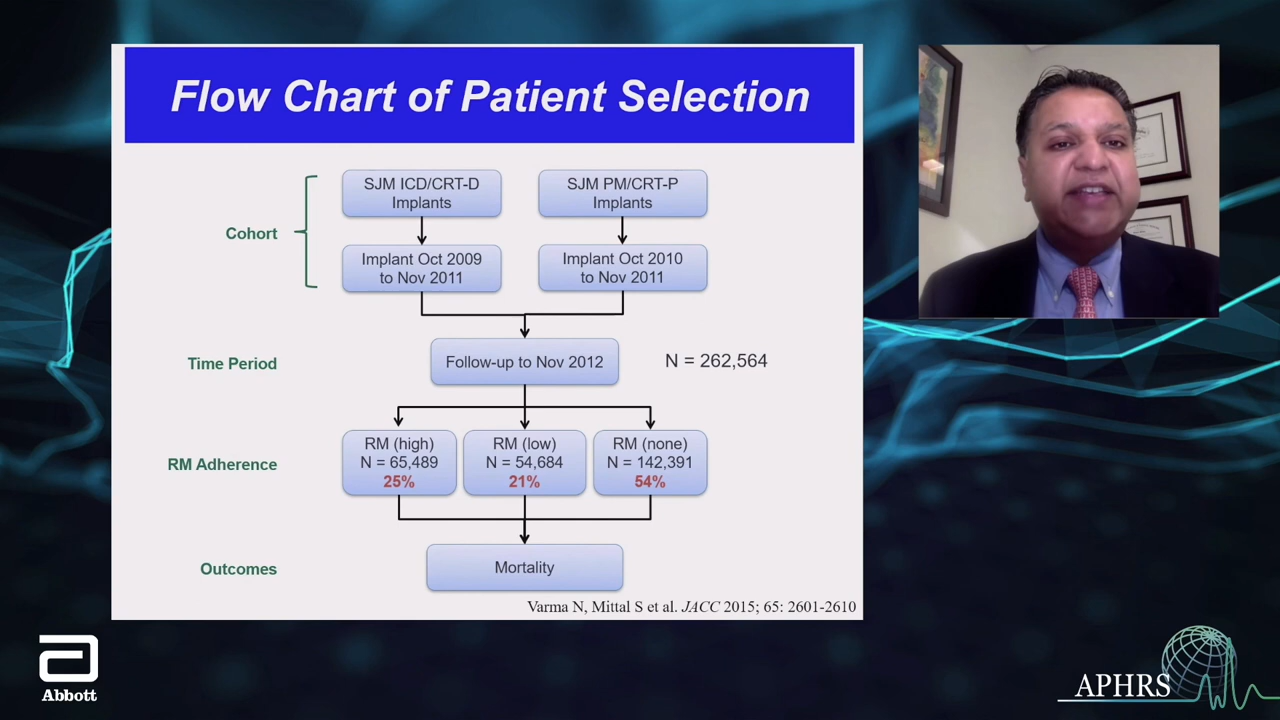 Flow Chart of Patient Selection
SJM ICD/CRT-D
Implants
SJM PM/CRT-P
Implants
Cohort
Implant Oct 2009
to Nov 2011
Implant Oct 2010
to Nov 2011
Time Period
Follow-up to Nov 2012
N = 262,564
RM Adherence
RM (high)
N = 65,489
25%
RM (low)
N = 54,684
21%
RM (none)
N = 142,391
54%
Outcomes
Mortality
Varma N, Mittal S et al. JACC 2015; 65: 2601-2610
Abbott
APHRS